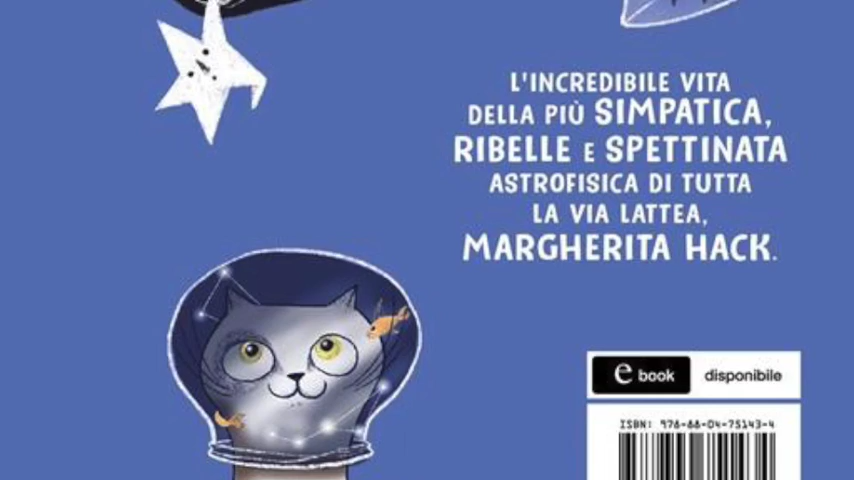 L'INCREDIBILE VITA
DELLA PIÙ SIMPATICA,
RIBELLE E SPETTINATA
ASTROFISICA DI TUTTA
LA VIA LATTEA,
MARGHERITA HACK.
e book disponibile
ISBN: 978-88-04-75143-4